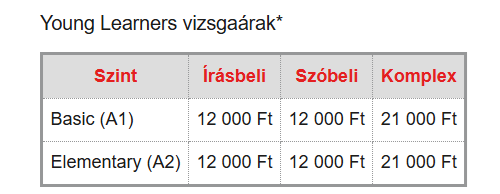 Young Learners vizsgaárak*
Szint Írásbeli Szóbeli Komplex
Basic (A1) 12 000 Ft 12 000 Ft 21 000 Ft
Elementary (A2) 12 000 Ft 12 000 Ft 21 000 Ft